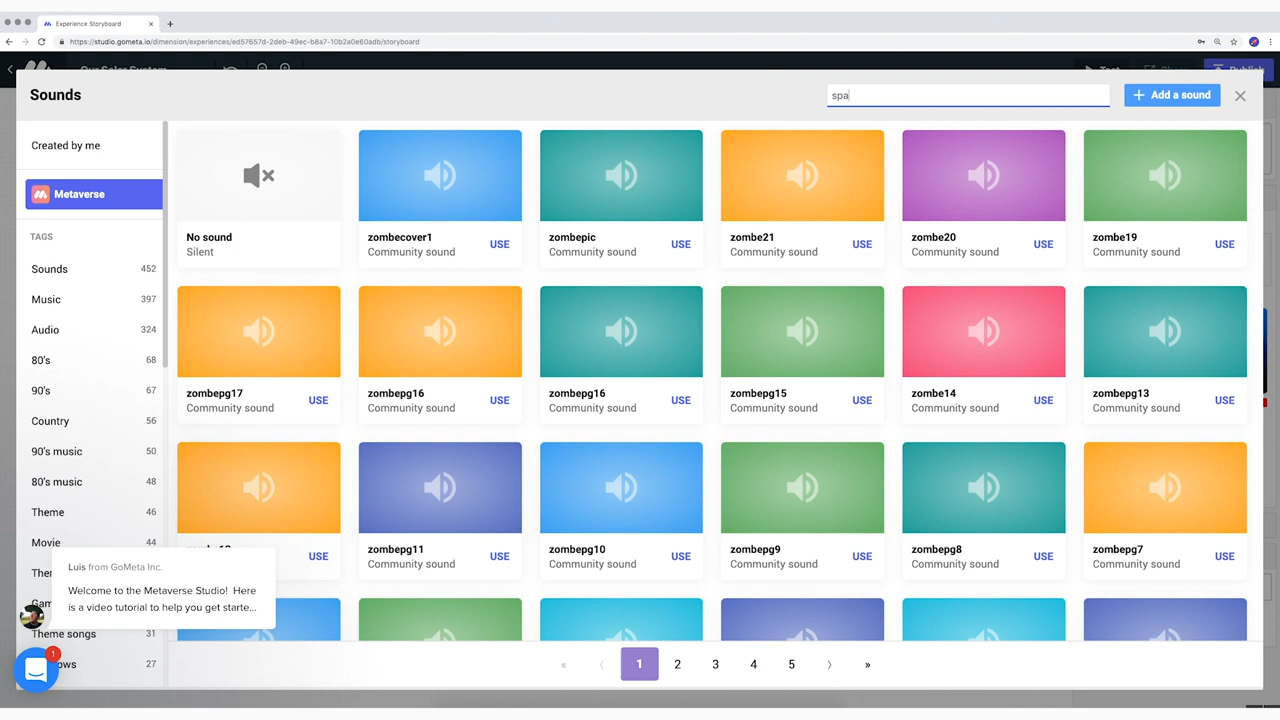 Experience Storyboard
https://studio.gometa.io/dimension/experiences/ed57657d-2deb-49ec-b8a7-10b2a0e60adb/storyboard
Our Solar System
Test
Share
Publish
Sounds
spa
Add a sound
Created by me
Metaverse
TAGS
Sounds 452
Music 397
Audio 324
80's 68
90's 67
Country 56
90's music 50
80's music 48
Theme 46
Movie 44
Theme songs 31
27
No sound
Silent
zombecover1
Community sound
USE
zombepic
Community sound
USE
zombe21
Community sound
USE
zombe20
Community sound
USE
zombe19
Community sound
USE
zombepg17
Community sound
USE
zombepg16
Community sound
USE
zombepg16
Community sound
USE
zombepg15
Community sound
USE
zombe14
Community sound
USE
zombepg13
Community sound
USE
USE
zombepg11
Community sound
USE
zombepg10
Community sound
USE
zombepg9
Community sound
USE
zombepg8
Community sound
USE
zombepg7
Community sound
USE
Luis from GoMeta Inc.
Welcome to the Metaverse Studio! Here
is a video tutorial to help you get starte...
1
« ‹ 1 2 3 4 5 › »